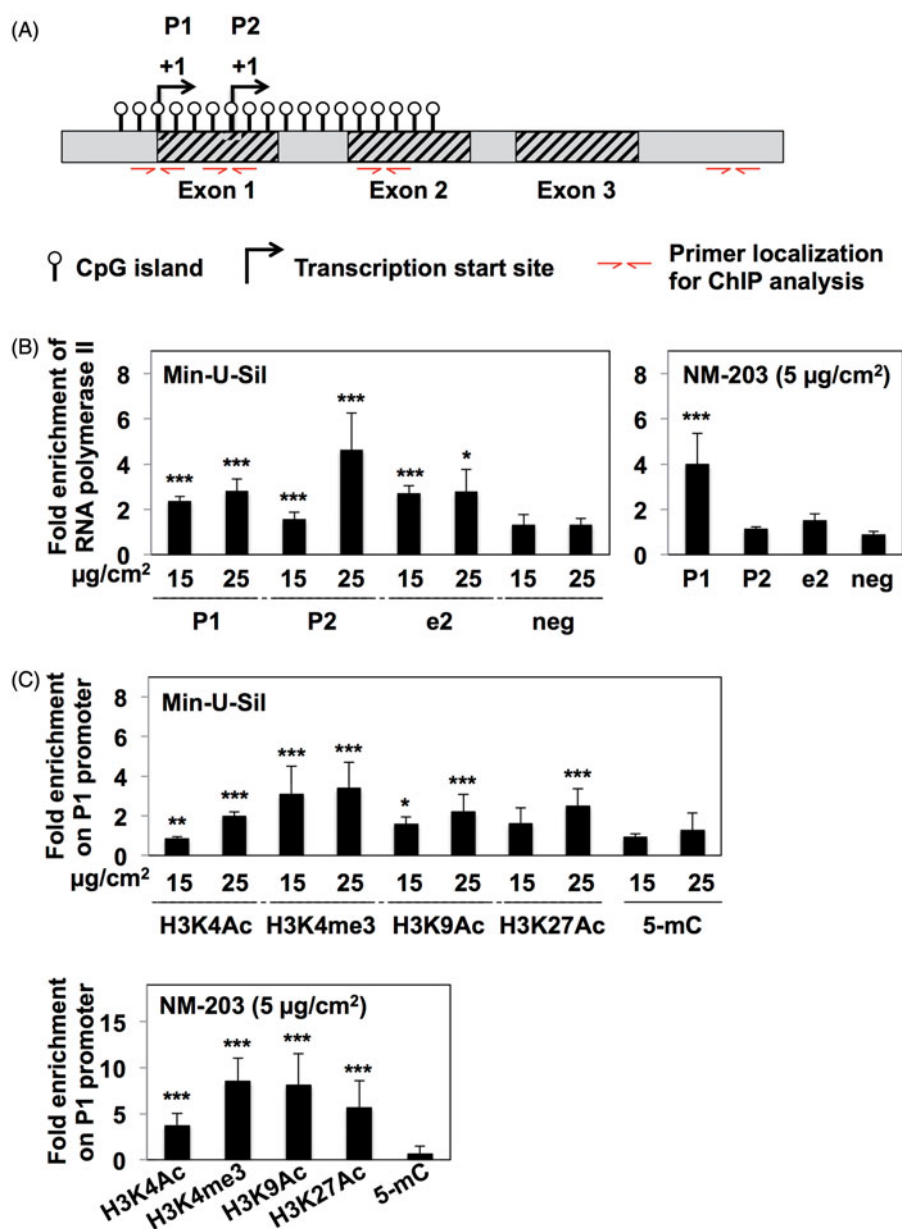 (A)
P1 P2
+1 +1
Exon 1 Exon 2 Exon 3
CpG island Transcription start site Primer localization
for ChIP analysis
(B)
Fold enrichment of
RNA polymerase II
8
6
4
2
0
Min-U-Sil
*** *** *** *** *** *
µg/cm² 15 25 15 25 15 25 15 25
P1 P2 e2 neg
8
6
4
2
0
NM-203 (5 µg/cm²)
***
P1 P2 e2 neg
(C)
Fold enrichment
on P1 promoter
8
6
4
2
0
Min-U-Sil
** *** *** *** * *** ***
µg/cm² 15 25 15 25 15 25 15 25 15 25
H3K4Ac H3K4me3 H3K9Ac H3K27Ac 5-mC
Fold enrichment
on P1 promoter
15
10
5
0
NM-203 (5 µg/cm²)
*** *** *** ***
H3K4Ac H3K4me3 H3K9Ac H3K27Ac 5-mC